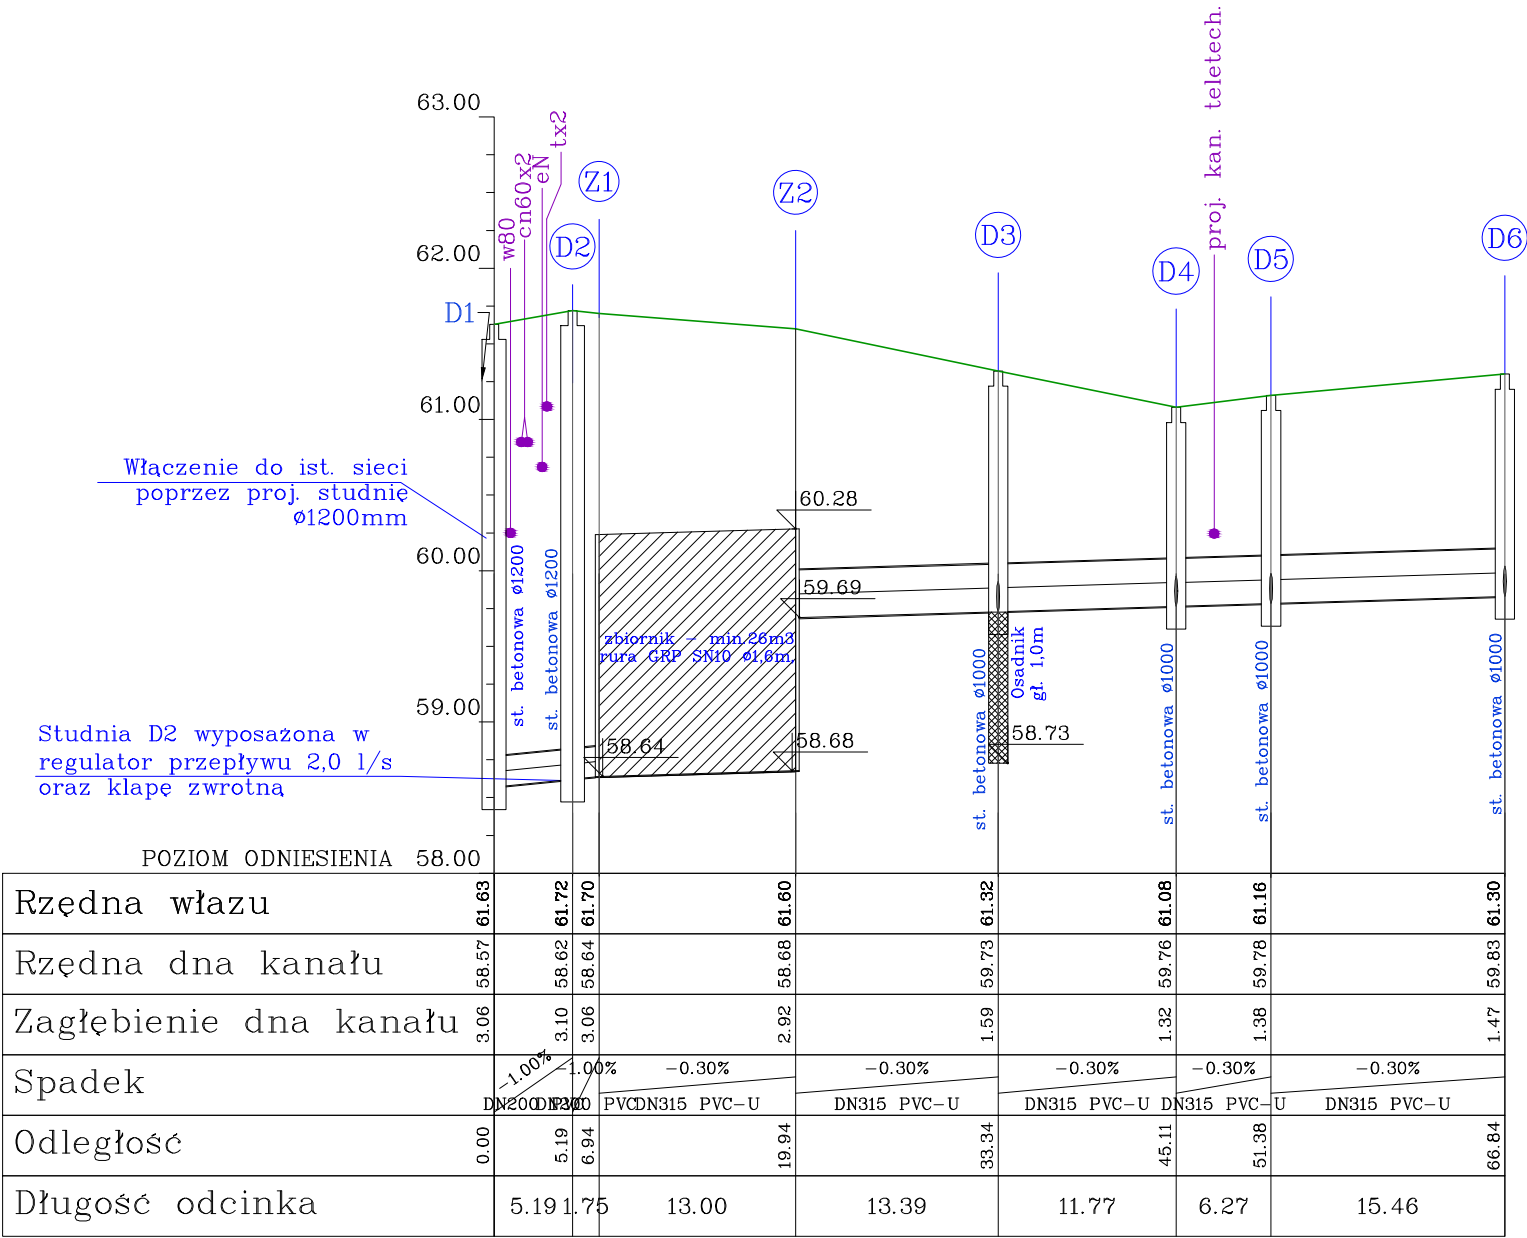 proj. kan. teletech.
63.00
tx2
cn60x2
eN
Z1
Z2
w80
D2
D3
D6
62.00
D5
D4
D1
61.00
Włączenie do ist. sieci
poprzez proj. studnię
ø1200mm
60.28
60.00
59.69
st. betonowa ø1200
st. betonowa ø1200
zbiornik - min.26m3
rura GRP SN10 ø1,6m,
Osadnik
gł. 1,0m
st. betonowa ø1000
st. betonowa ø1000
st. betonowa ø1000
st. betonowa ø1000
59.00
Studnia D2 wyposażona w
regulator przepływu 2,0 l/s
oraz klapę zwrotną
58.64
58.68
58.73
POZIOM ODNIESIENIA 58.00
Rzędna włazu 61.63 61.72 61.70 61.60 61.32 61.08 61.16 61.30
Rzędna dna kanału 58.57 58.62 58.64 58.68 59.73 59.76 59.78 59.83
Zagłębienie dna kanału 3.06 3.10 3.06 2.92 1.59 1.32 1.38 1.47
Spadek -1.00% -1.00% -0.30% -0.30% -0.30% -0.30% -0.30%
DN200 PVC DN200 PVC DN315 PVC-U DN315 PVC-U DN315 PVC-U DN315 PVC-U DN315 PVC-U
Odległość 0.00 5.19 6.94 19.94 33.34 45.11 51.38 66.84
Długość odcinka 5.19 1.75 13.00 13.39 11.77 6.27 15.46